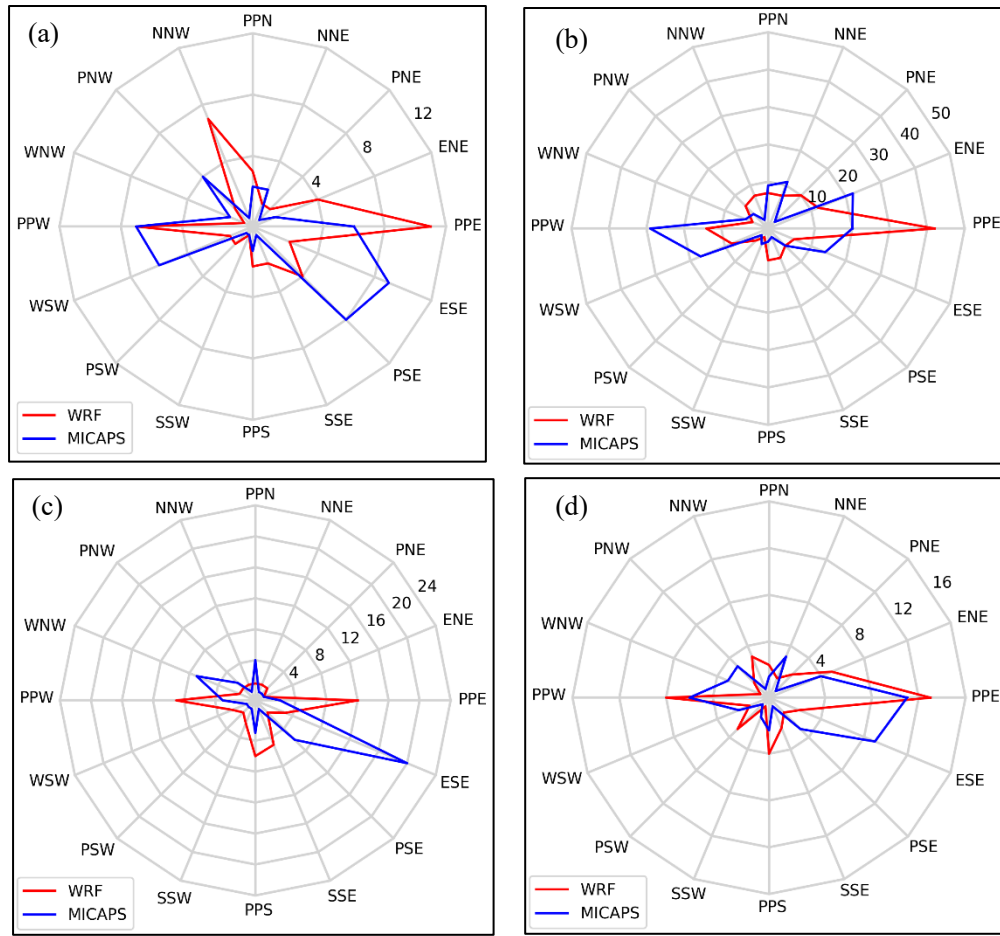 (a)
PPN
NNW
NNE
PNW
PNE
12
WNW
8
ENE
4
PPW
PPE
WSW
ESE
PSW
PSE
SSW
SSE
PPS
WRF
MICAPS
(b)
PPN
NNW
NNE
PNW
PNE
50
40
WNW
30
ENE
20
10
PPW
PPE
WSW
ESE
PSW
PSE
SSW
SSE
PPS
WRF
MICAPS
(c)
PPN
NNW
NNE
PNW
PNE
24
20
WNW
16
ENE
12
8
4
PPW
PPE
WSW
ESE
PSW
PSE
SSW
SSE
PPS
WRF
MICAPS
(d)
PPN
NNW
NNE
PNW
PNE
16
12
WNW
ENE
8
4
PPW
PPE
WSW
ESE
PSW
PSE
SSW
SSE
PPS
WRF
MICAPS